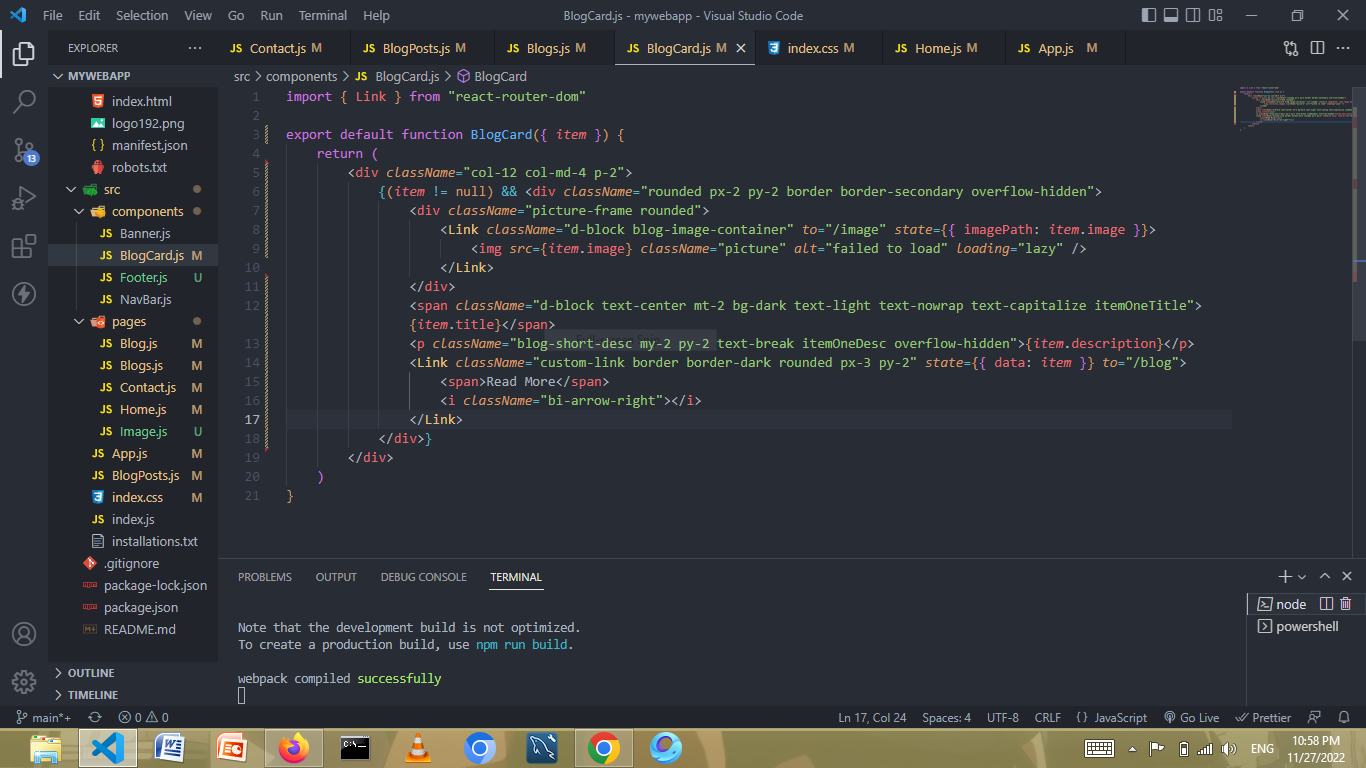 File Edit Selection View Go Run Terminal Help
BlogCard.js - mywebapp - Visual Studio Code
EXPLORER ···
MYWEBAPP
index.html
logo192.png
{ } manifest.json
robots.txt
src
components
JS Banner.js
JS BlogCard.js M
JS Footer.js U
JS NavBar.js
pages
JS Blog.js M
JS Blogs.js M
JS Contact.js M
JS Home.js M
JS Image.js U
JS App.js M
JS BlogPosts.js M
index.css M
JS index.js
installations.txt
.gitignore
package-lock.json
package.json
README.md
OUTLINE
TIMELINE
13
JS Contact.js M JS BlogPosts.js M JS Blogs.js M JS BlogCard.js M index.css M JS Home.js M JS App.js M
src > components > JS BlogCard.js > BlogCard
1 import { Link } from "react-router-dom"
2
3 export default function BlogCard({ item }) {
4 return (
5 <div className="col-12 col-md-4 p-2">
6 {(item != null) && <div className="rounded px-2 py-2 border border-secondary overflow-hidden">
7 <div className="picture-frame rounded">
8 <Link className="d-block blog-image-container" to="/image" state={{ imagePath: item.image }}>
9 <img src={item.image} className="picture" alt="failed to load" loading="lazy" />
10 </Link>
11 </div>
12 <span className="d-block text-center mt-2 bg-dark text-light text-nowrap text-capitalize itemOneTitle">
{item.title}</span>
13 <p className="blog-short-desc my-2 py-2 text-break itemOneDesc overflow-hidden">{item.description}</p>
14 <Link className="custom-link border border-dark rounded px-3 py-2" state={{ data: item }} to="/blog">
15 <span>Read More</span>
16 <i className="bi-arrow-right"></i>
17 </Link>
18 </div>}
19 </div>
20 )
21 }
PROBLEMS OUTPUT DEBUG CONSOLE TERMINAL
Note that the development build is not optimized.
To create a production build, use npm run build.
webpack compiled successfully
node
powershell
main*+ 0 0
Ln 17, Col 24 Spaces: 4 UTF-8 CRLF { } JavaScript Go Live Prettier
ENG
10:58 PM
11/27/2022